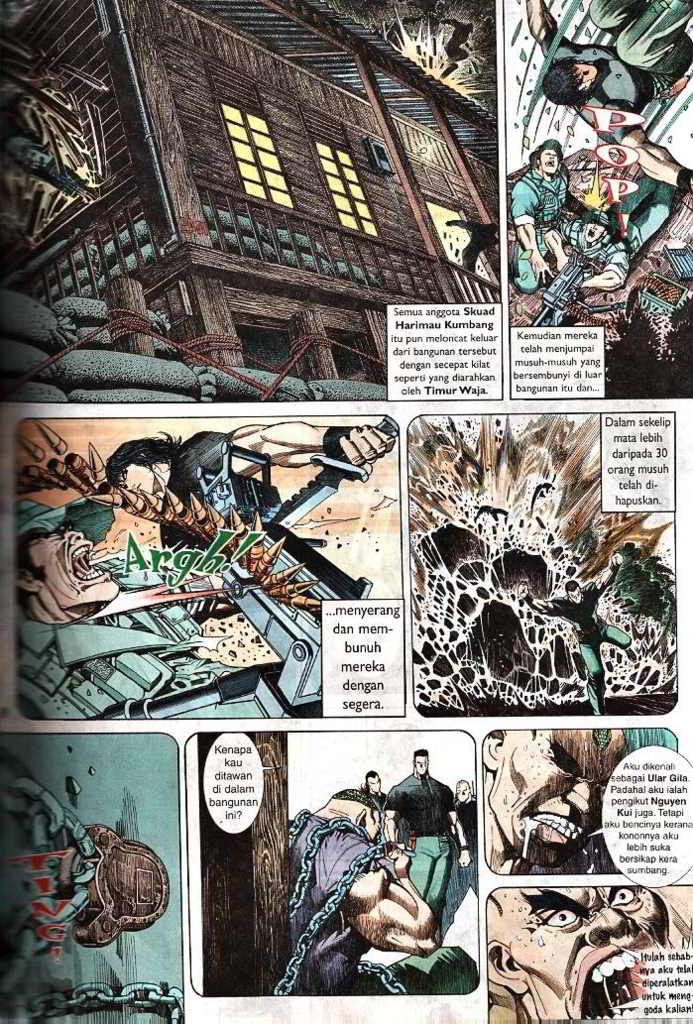 Semua anggota Skuad
Harimau Kumbang
itu pun meloncat keluar
dari bangunan tersebut
dengan secepat kilat
seperti yang diarahkan
oleh Timur Waja.
POP
POP!
Kemudian mereka
telah menjumpai
musuh-musuh yang
bersembunyi di luar
bangunan itu dan...
Argh!
...menyerang
dan mem-
bunuh
mereka
dengan
segera.
Dalam sekelip
mata lebih
daripada 30
orang musuh
telah di-
hapuskan.
TING!
Kenapa
kau
ditawan
di dalam
bangunan
ini?
Aku dikenali
sebagai Ular Gila.
Padahal aku ialah
pengikut Nguyen
Kui juga. Tetapi
aku bencinya kerana
kononnya aku
lebih suka
bersikap kera
sumbang.
Itulah sebab-
nya aku telah
diperalatkan
untuk meng-
goda kalian!